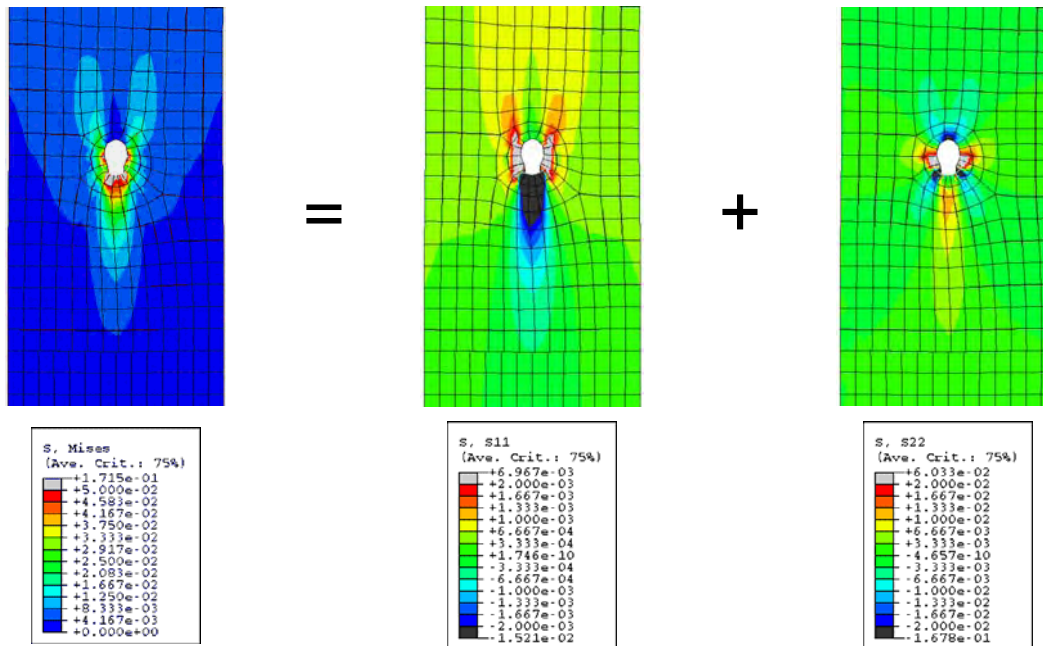 =
+
S, Mises
(Ave. Crit.: 75%)
+1.715e-01
+5.000e-02
+4.583e-02
+4.167e-02
+3.750e-02
+3.333e-02
+2.917e-02
+2.500e-02
+2.083e-02
+1.667e-02
+1.250e-02
+8.333e-03
+4.167e-03
+0.000e+00
S, S11
(Ave. Crit.: 75%)
+6.967e-03
+2.000e-03
+1.667e-03
+1.333e-03
+1.000e-03
+6.667e-04
+3.333e-04
+1.746e-10
-3.333e-04
-6.667e-04
-1.000e-03
-1.333e-03
-1.667e-03
-2.000e-03
-1.521e-02
S, S22
(Ave. Crit.: 75%)
+6.033e-02
+2.000e-02
+1.667e-02
+1.333e-02
+1.000e-02
+6.667e-03
+3.333e-03
-4.657e-10
-3.333e-03
-6.667e-03
-1.000e-02
-1.333e-02
-1.667e-02
-2.000e-02
-1.678e-01